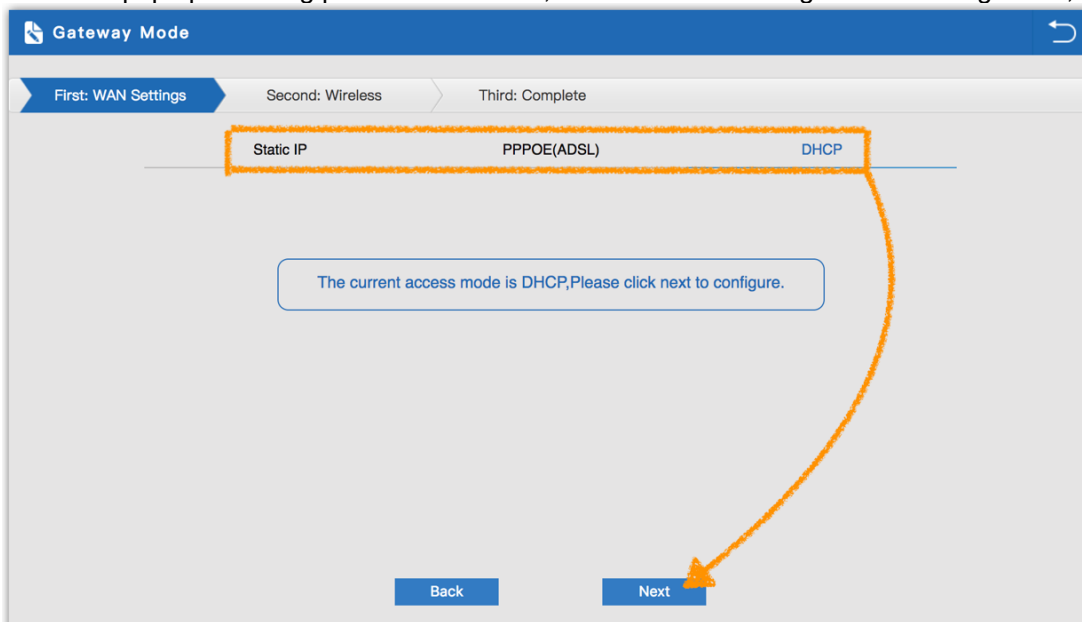 Gateway Mode
First: WAN Settings Second: Wireless Third: Complete
Static IP PPPOE(ADSL) DHCP
The current access mode is DHCP,Please click next to configure.
Back Next